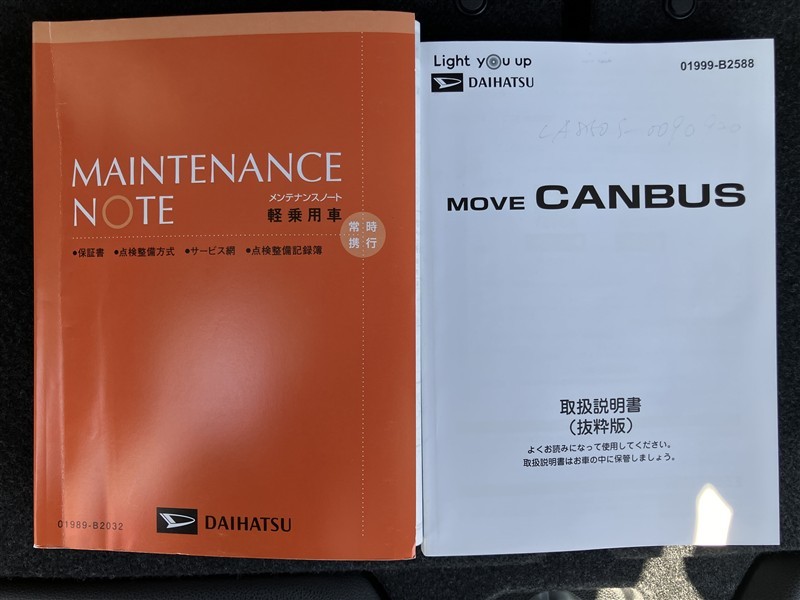 MAINTENANCE
NOTE
メンテナンスノート
軽乗用車
常時
携行
●保証書 ●点検整備方式 ●サービス網 ●点検整備記録簿
01989-B2032
DAIHATSU
Light you up
DAIHATSU
01999-B2588
MOVE CANBUS
取扱説明書
（抜粋版）
よくお読みになって使用してください。
取扱説明書はお車の中に保管しましょう。